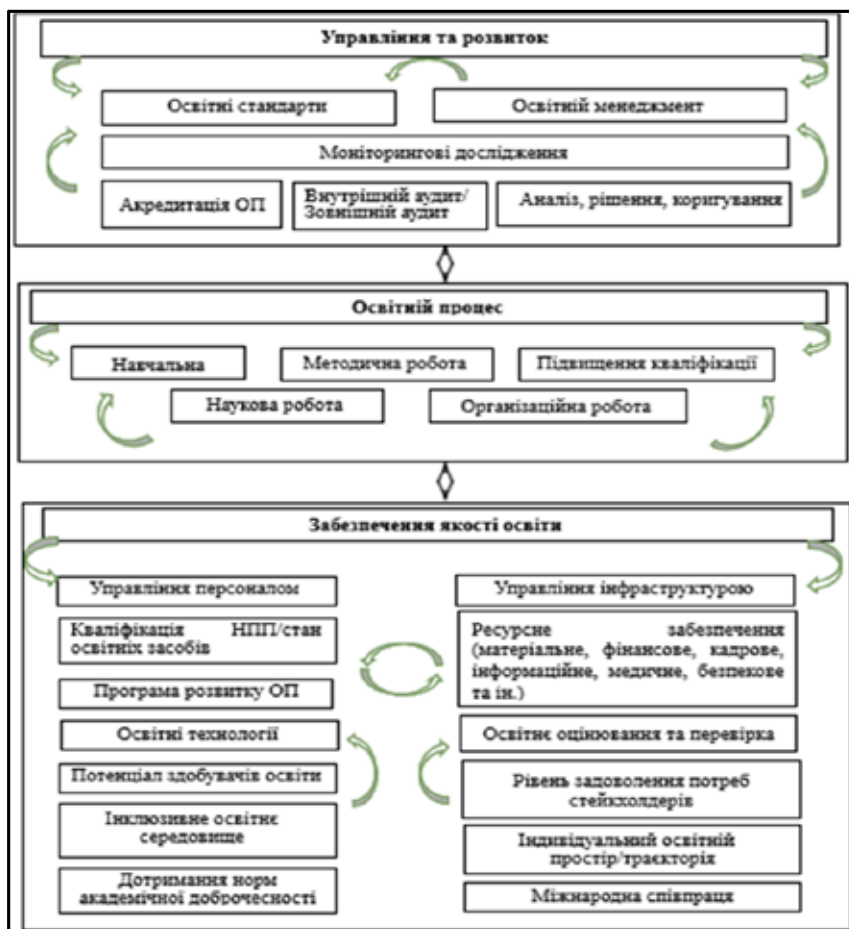 Управління та розвиток
Освітні стандарти
Освітній менеджмент
Моніторингові дослідження
Акредитація ОП
Внутрішній аудит/
Зовнішній аудит
Аналіз, рішення, коригування
Освітній процес
Навчальна
Методична робота
Підвищення кваліфікації
Наукова робота
Організаційна робота
Забезпечення якості освіти
Управління персоналом
Кваліфікація НПП/стан
освітніх засобів
Програма розвитку ОП
Освітні технології
Потенціал здобувачів освіти
Інклюзивне освітнє
середовище
Дотримання норм
академічної доброчесності
Управління інфраструктурою
Ресурсне забезпечення
(матеріальне, фінансове, кадрове,
інформаційне, медичне, безпекове
та ін.)
Освітнє оцінювання та перевірка
Рівень задоволення потреб
стейкхолдерів
Індивідуальний освітній
простір/траєкторія
Міжнародна співпраця